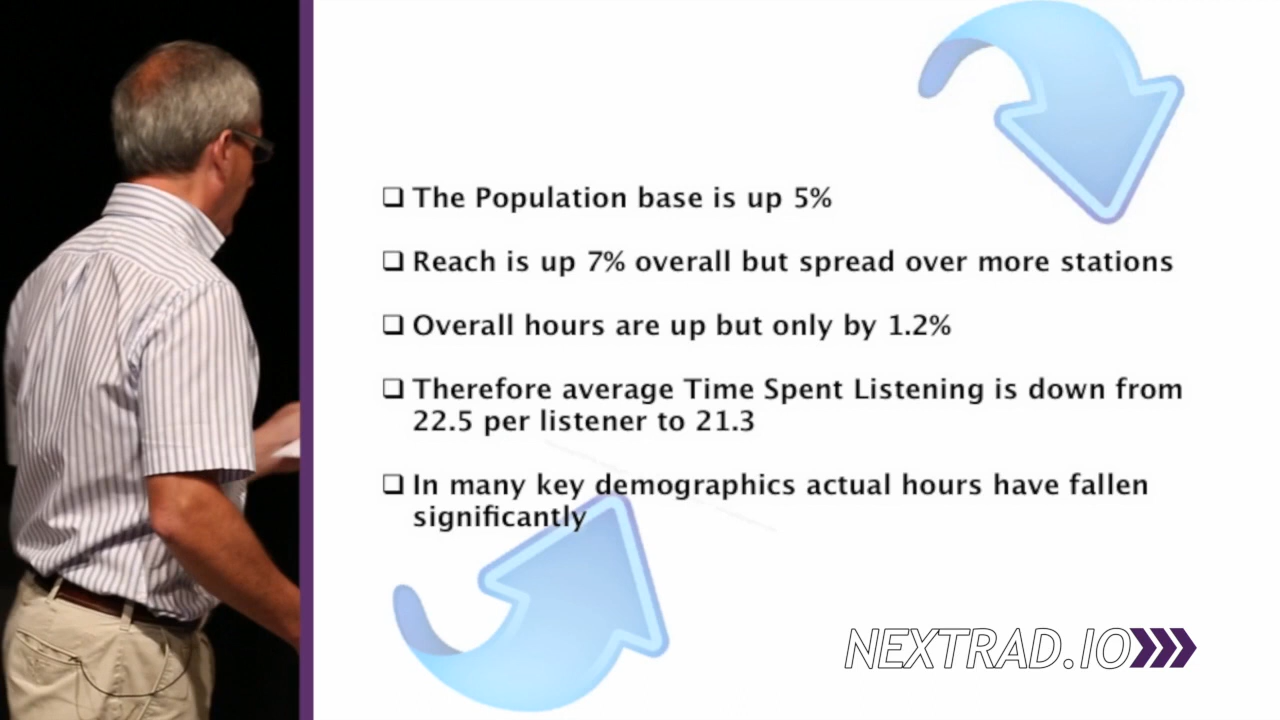 The Population base is up 5%
Reach is up 7% overall but spread over more stations
Overall hours are up but only by 1.2%
Therefore average Time Spent Listening is down from
22.5 per listener to 21.3
In many key demographics actual hours have fallen
significantly
NEXTRAD.IO